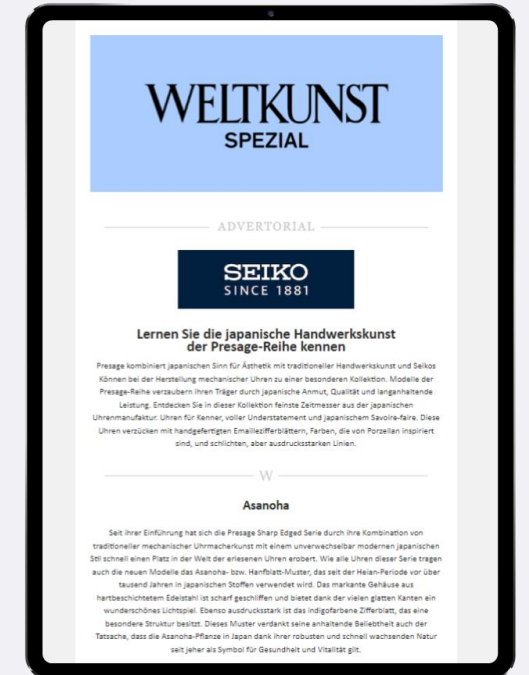 WELTKUNST
SPEZIAL
ADVERTORIAL
SEIKO
SINCE 1881
Lernen Sie die japanische Handwerkskunst
der Presage-Reihe kennen
Presage kombiniert japanischen Sinn für Ästhetik mit traditioneller Handwerkskunst und Seikos
Können bei der Herstellung mechanischer Uhren zu einer besonderen Kollektion. Modelle der
Presage-Reihe verzaubern ihren Träger durch japanische Anmut, Qualität und langanhaltende
Leistung. Entdecken Sie in dieser Kollektion feinste Zeitmesser aus der japanischen
Uhrenmanufaktur. Uhren für Kenner, voller Understatement und japanischem Savoire-faire. Diese
Uhren verzücken mit handgefertigten Emaillezifferblättern, Farben, die von Porzellan inspiriert
sind, und schlichten, aber ausdrucksstarken Linien.
W
Asanoha
Seit ihrer Einführung hat sich die Presage Sharp Edged Serie durch ihre Kombination von
traditioneller mechanischer Uhrmacherkunst mit einem unverwechselbar modernen japanischen
Stil schnell einen Platz in der Welt der erlesenen Uhren erobert. Wie alle Uhren dieser Serie tragen
auch die neuen Modelle das Asanoha- bzw. Hanfblatt-Muster, das seit der Heian-Periode vor über
tausend Jahren in japanischen Stoffen verwendet wird. Das markante Gehäuse aus
hartbeschichtetem Edelstahl ist scharf geschliffen und bietet dank der vielen glatten Kanten ein
wunderschönes Lichtspiel. Ebenso ausdrucksstark ist das indigofarbene Zifferblatt, das eine
besondere Struktur besitzt. Dieses Muster verdankt seine anhaltende Beliebtheit auch der
Tatsache, dass die Asanoha-Pflanze in Japan dank ihrer robusten und schnell wachsenden Natur
seit jeher als Symbol für Gesundheit und Vitalität gilt.